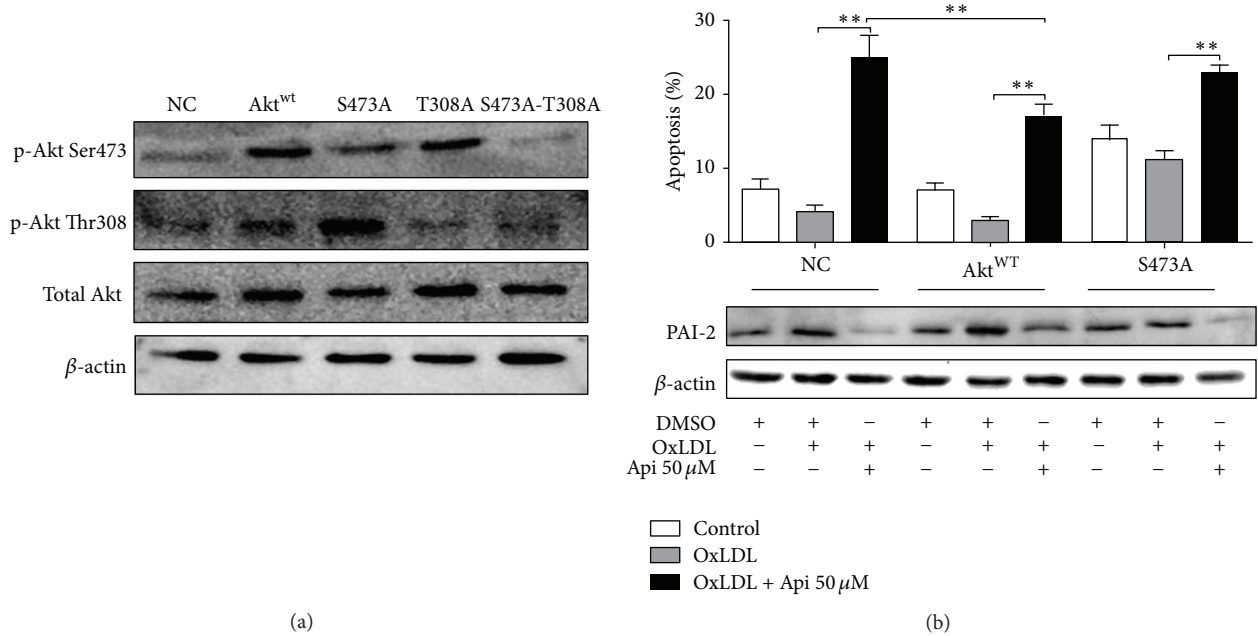 NC Akt^wt S473A T308A S473A-T308A
p-Akt Ser473
p-Akt Thr308
Total Akt
β-actin
(a)
Apoptosis (%)
30
20
10
0
** ** ** **
NC Akt^WT S473A
PAI-2
β-actin
DMSO + + − + + − + + −
OxLDL − + + − + + − + +
Api 50 μM − − + − − + − − +
Control
OxLDL
OxLDL + Api 50 μM
(b)